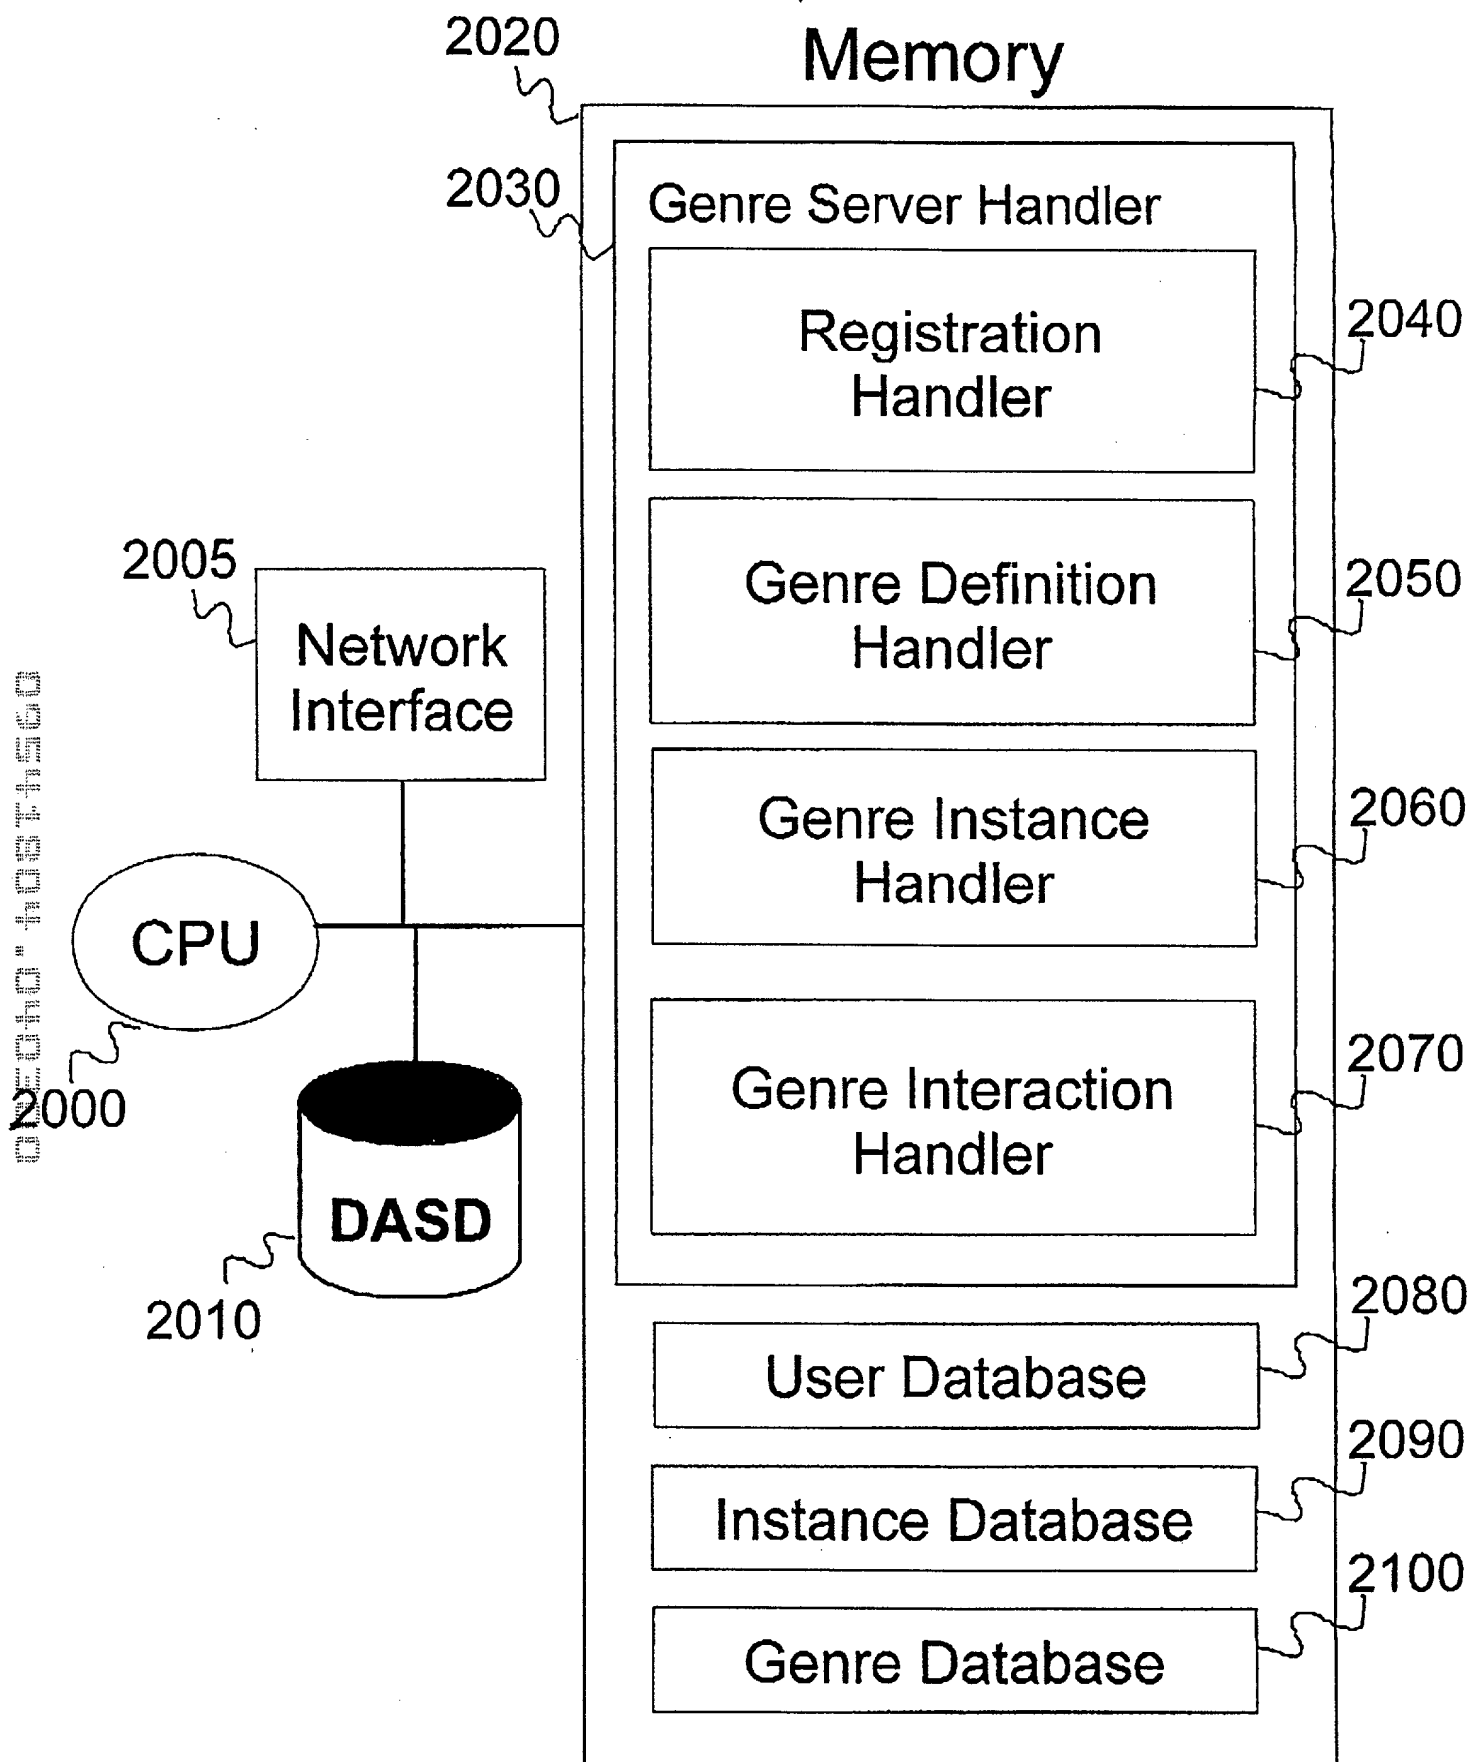 2020
Memory
2030
Genre Server Handler
Registration
Handler
2040
2005
Network
Interface
Genre Definition
Handler
2050
Genre Instance
Handler
2060
CPU
2000
Genre Interaction
Handler
2070
DASD
2010
User Database
2080
Instance Database
2090
Genre Database
2100